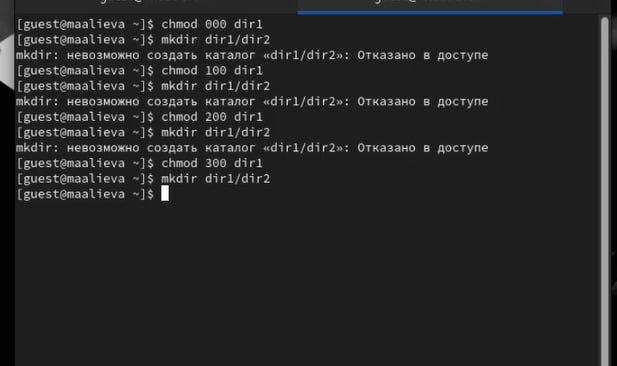 [guest@maalieva ~]$ chmod 000 dir1
[guest@maalieva ~]$ mkdir dir1/dir2
mkdir: невозможно создать каталог «dir1/dir2»: Отказано в доступе
[guest@maalieva ~]$ chmod 100 dir1
[guest@maalieva ~]$ mkdir dir1/dir2
mkdir: невозможно создать каталог «dir1/dir2»: Отказано в доступе
[guest@maalieva ~]$ chmod 200 dir1
[guest@maalieva ~]$ mkdir dir1/dir2
mkdir: невозможно создать каталог «dir1/dir2»: Отказано в доступе
[guest@maalieva ~]$ chmod 300 dir1
[guest@maalieva ~]$ mkdir dir1/dir2
[guest@maalieva ~]$